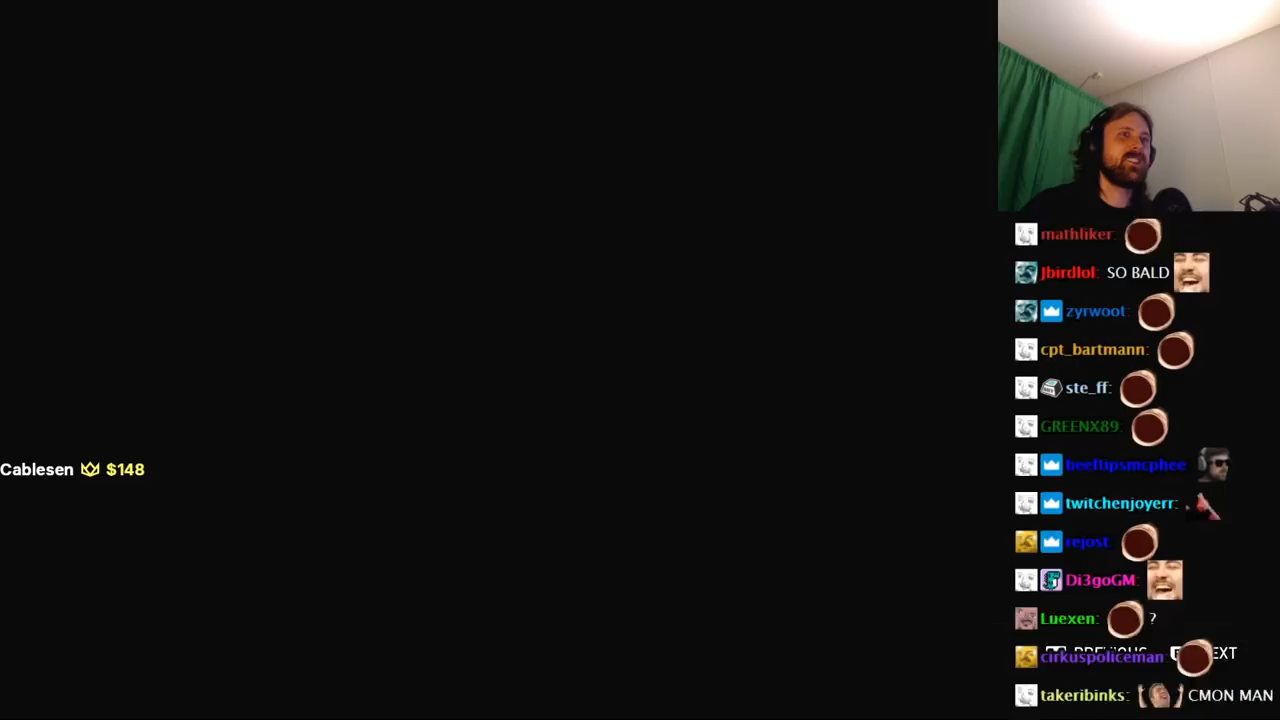 mathliker:
Jbirdlol: SO BALD
zyrwoot:
cpt_bartmann:
ste_ff:
GREENX89:
beeftipsmcphee
Cablesen $148
twitchenjoyerr:
rejost:
Di3goGM:
Luexen: ?
cirkuspoliceman:
takeribinks: CMON MAN